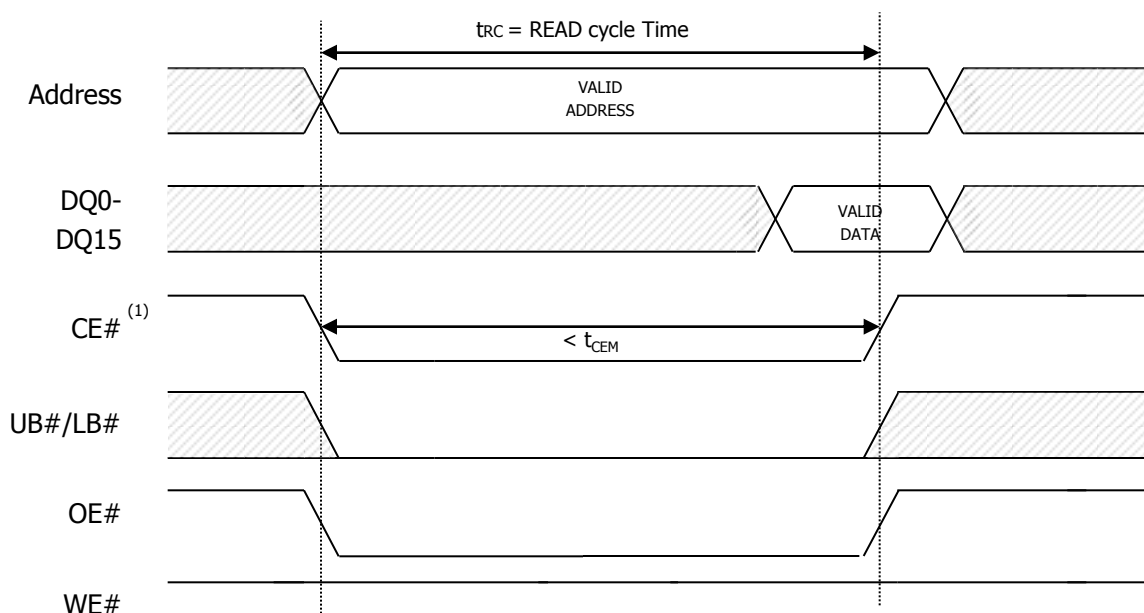 tRC = READ cycle Time
Address
VALID
ADDRESS
DQ0-
DQ15
VALID
DATA
CE# (1)
< tCEM
UB#/LB#
OE#
WE#